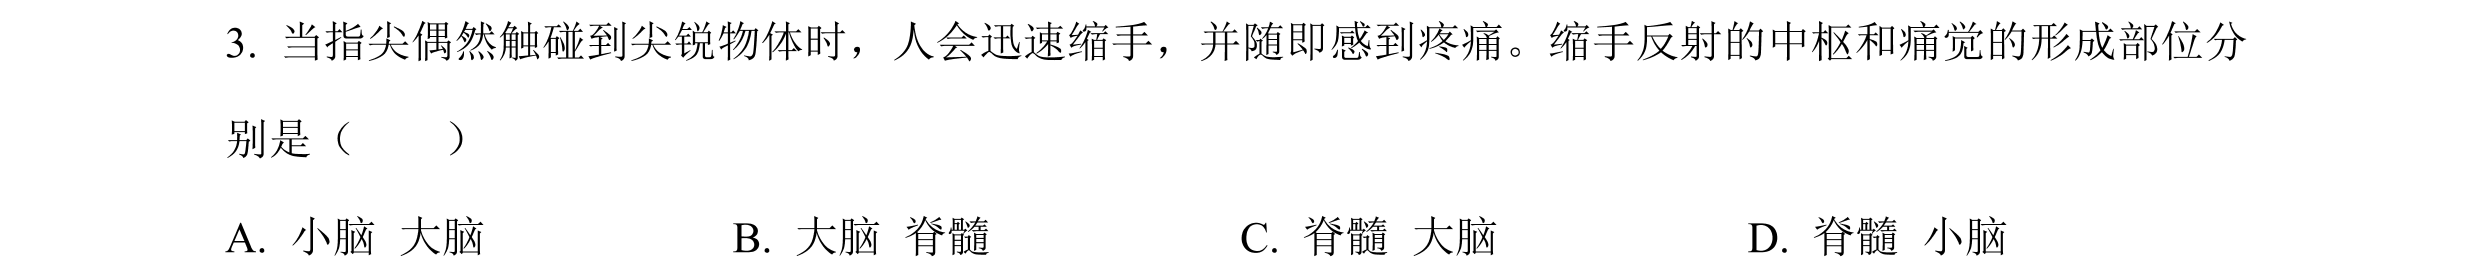 3. 当指尖偶然触碰到尖锐物体时，人会迅速缩手，并随即感到疼痛。缩手反射的中枢和痛觉的形成部位分
别是（　　）
A. 小脑 大脑 B. 大脑 脊髓 C. 脊髓 大脑 D. 脊髓 小脑